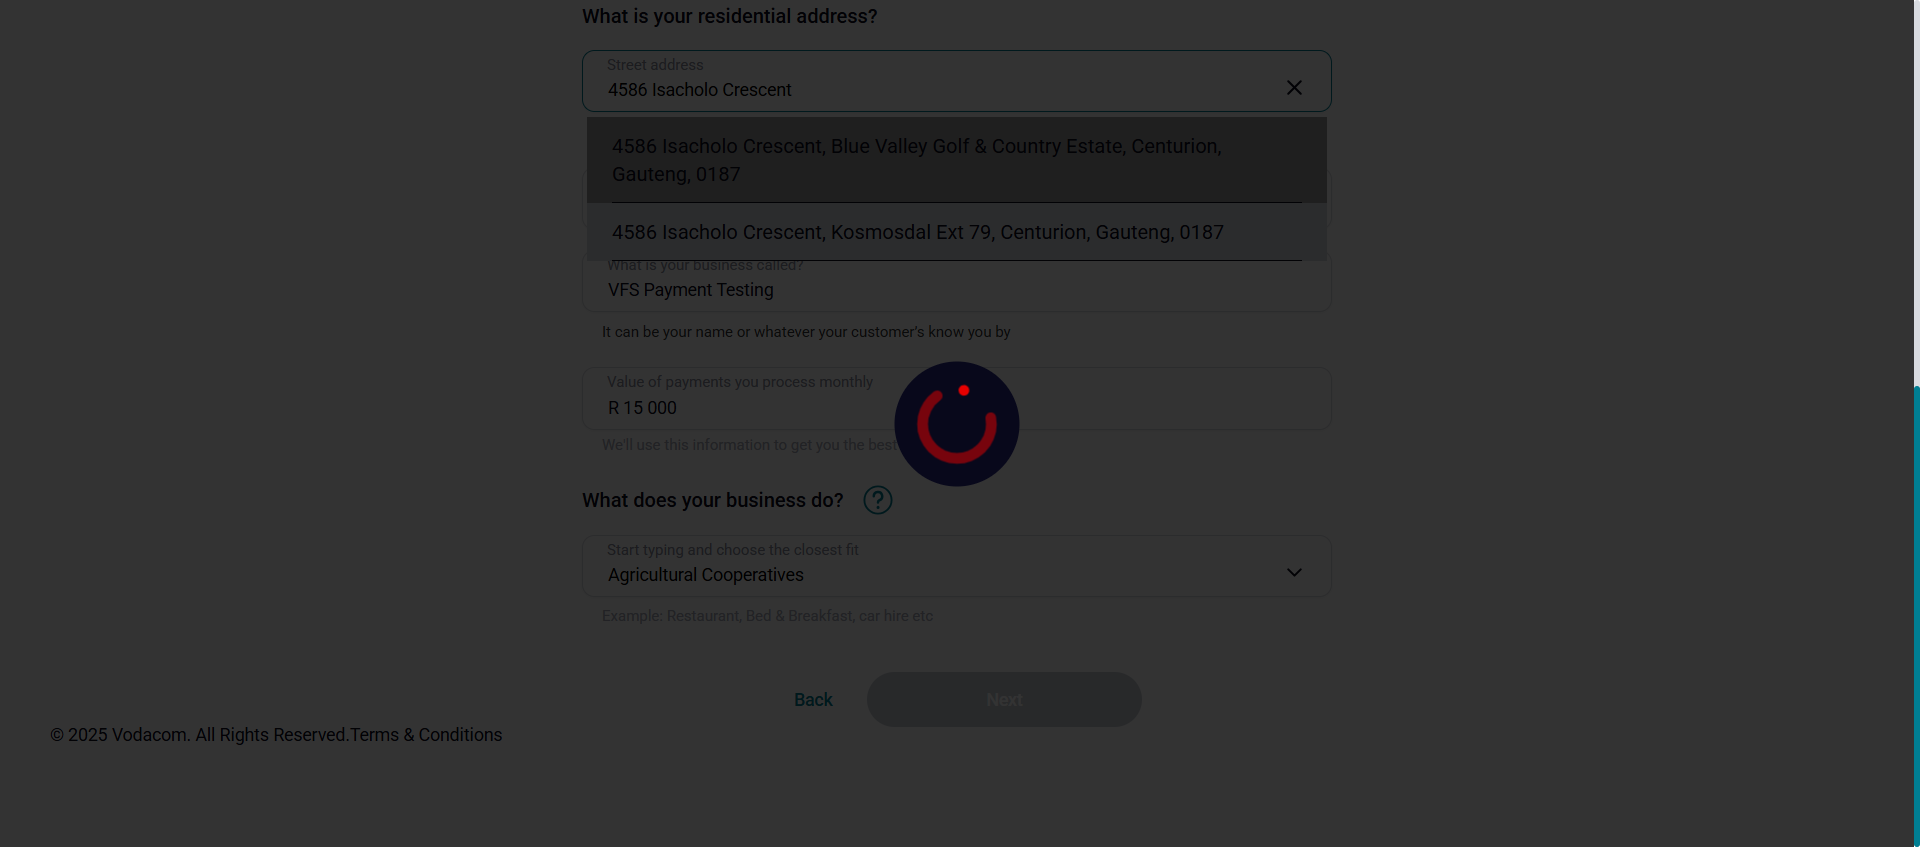 What is your residential address?
Street address
4586 Isacholo Crescent
4586 Isacholo Crescent, Blue Valley Golf & Country Estate, Centurion,
Gauteng, 0187
4586 Isacholo Crescent, Kosmosdal Ext 79, Centurion, Gauteng, 0187
What is your business called?
VFS Payment Testing
It can be your name or whatever your customer's know you by
Value of payments you process monthly
R 15 000
We'll use this information to get you the best
What does your business do? ?
Start typing and choose the closest fit
Agricultural Cooperatives
Example: Restaurant, Bed & Breakfast, car hire etc
Back Next
© 2025 Vodacom. All Rights Reserved.Terms & Conditions